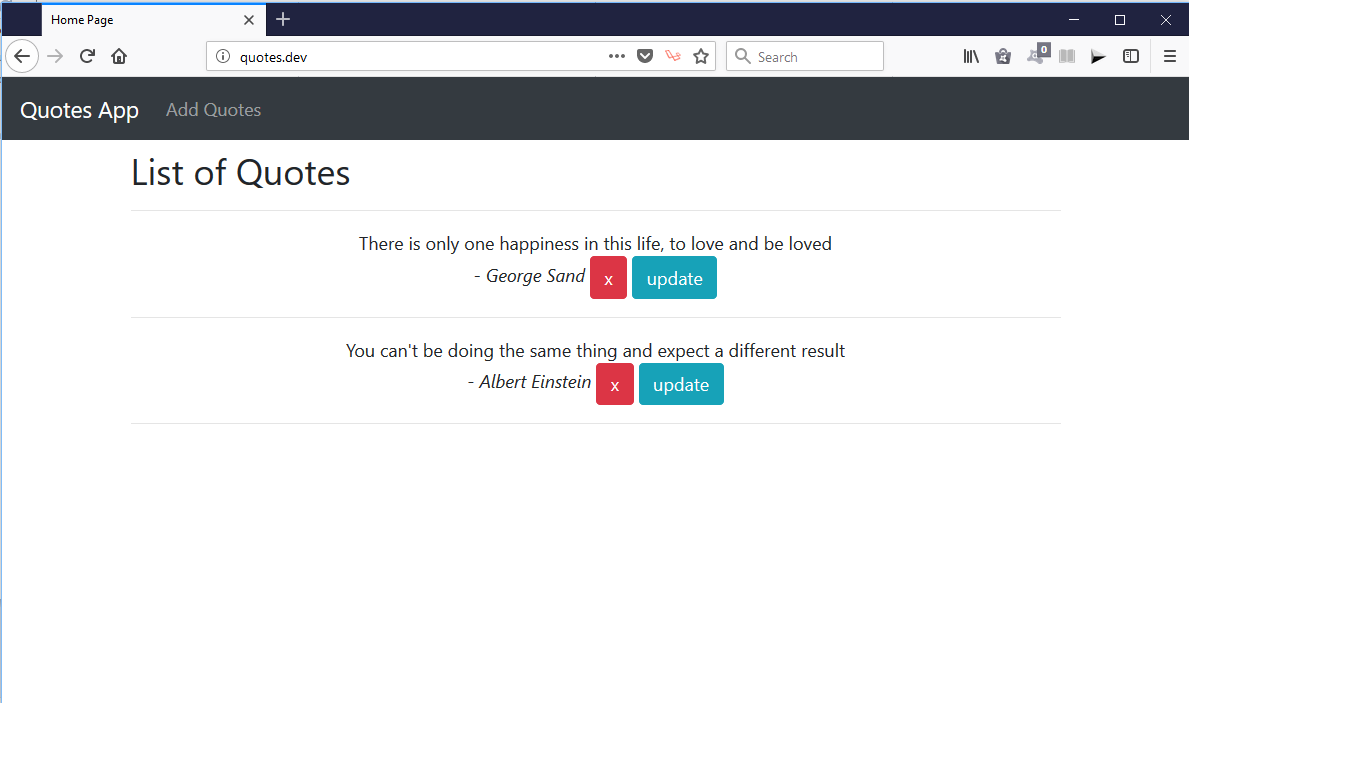 Home Page
quotes.dev
Search
0
Quotes App Add Quotes
List of Quotes
There is only one happiness in this life, to love and be loved
- George Sand x update
You can't be doing the same thing and expect a different result
- Albert Einstein x update